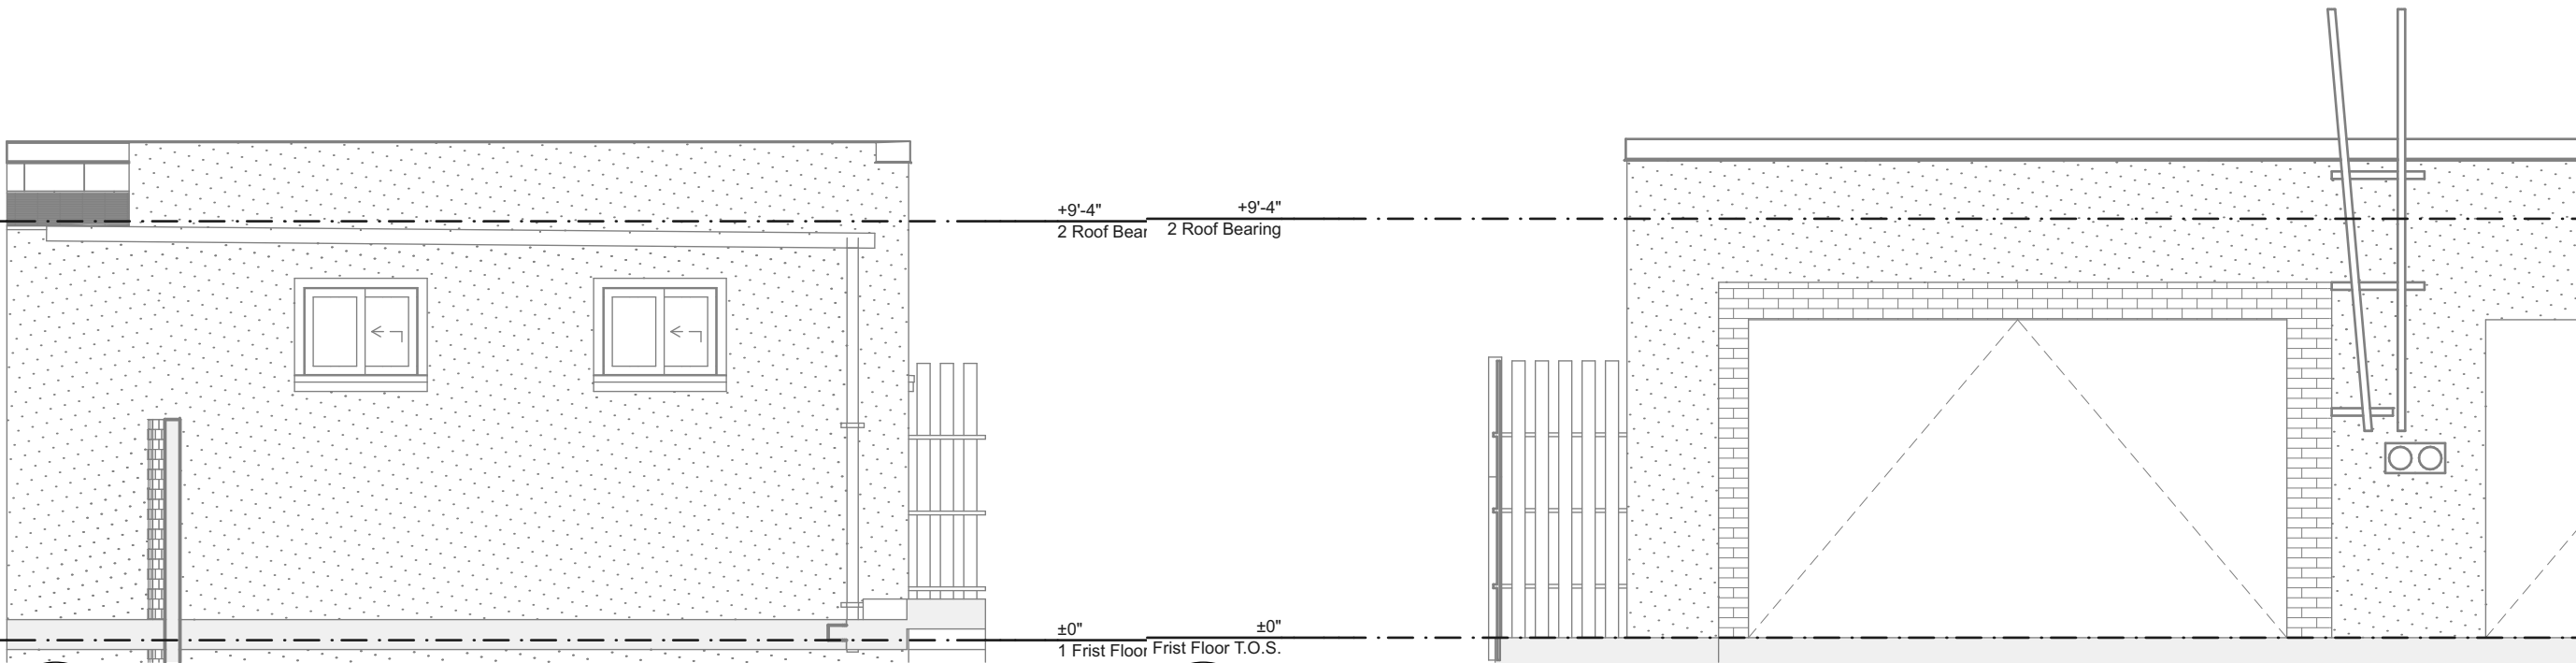 +9'-4"
2 Roof Bear
+9'-4"
2 Roof Bearing
±0"
1 Frist Floor
±0"
Frist Floor T.O.S.